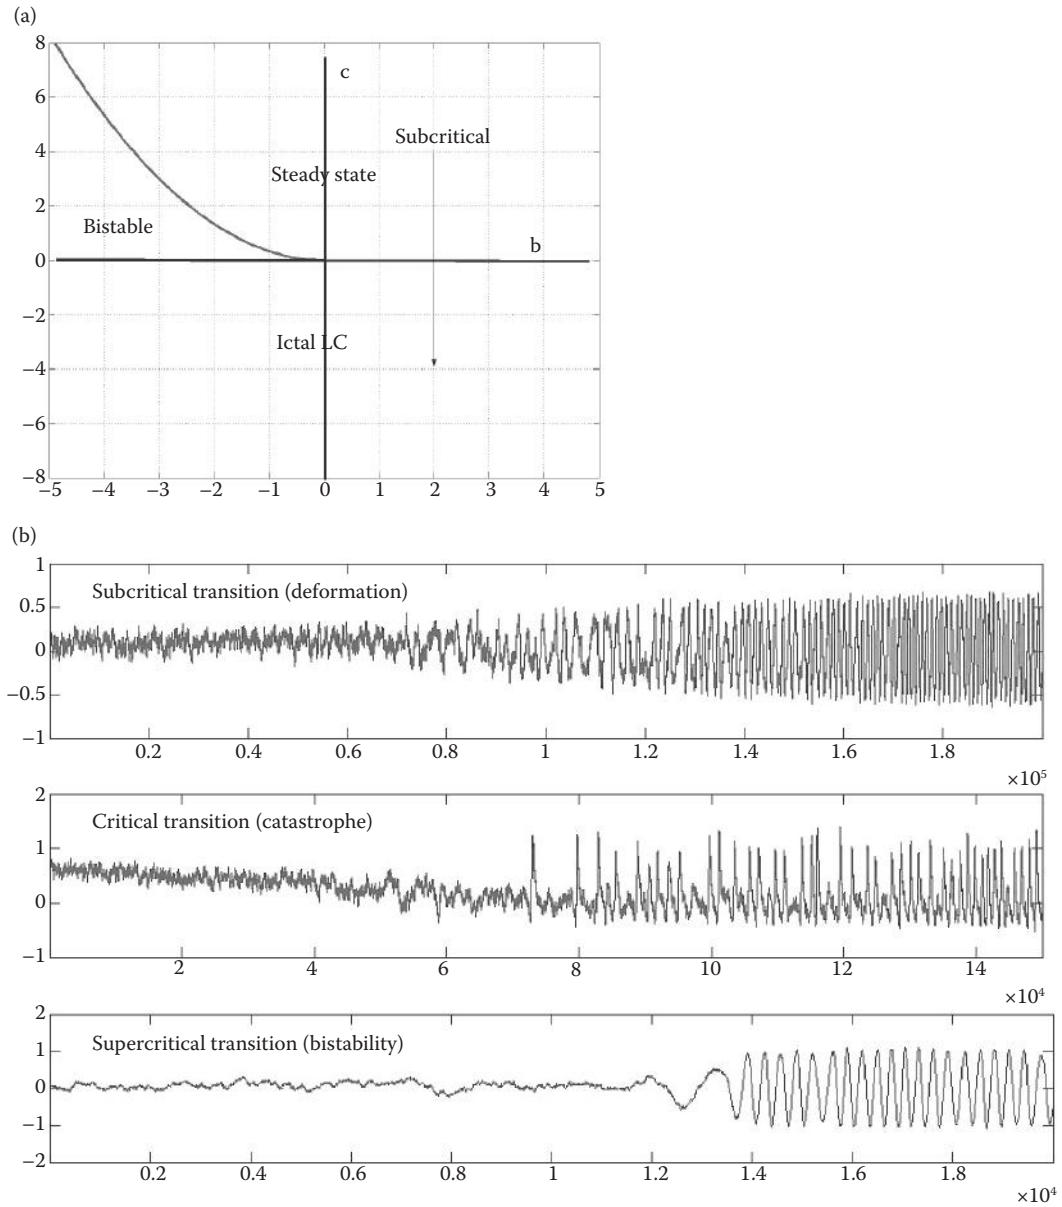 (a)
8
c
6
Subcritical
4
Steady state
2
Bistable
b
0
−2
Ictal LC
−4
−6
−8
−5 −4 −3 −2 −1 0 1 2 3 4 5
(b)
1
Subcritical transition (deformation)
0.5
0
−0.5
−1
0.2 0.4 0.6 0.8 1 1.2 1.4 1.6 1.8
×10⁵
2
Critical transition (catastrophe)
1
0
−1
2 4 6 8 10 12 14
×10⁴
2
Supercritical transition (bistability)
1
0
−1
−2
0.2 0.4 0.6 0.8 1 1.2 1.4 1.6 1.8
×10⁴